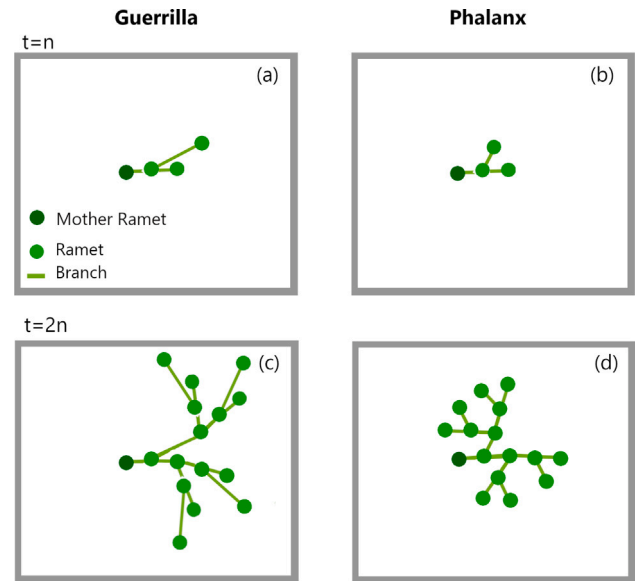 Guerrilla Phalanx
t=n
(a) (b)
Mother Ramet
Ramet
Branch
t=2n
(c) (d)